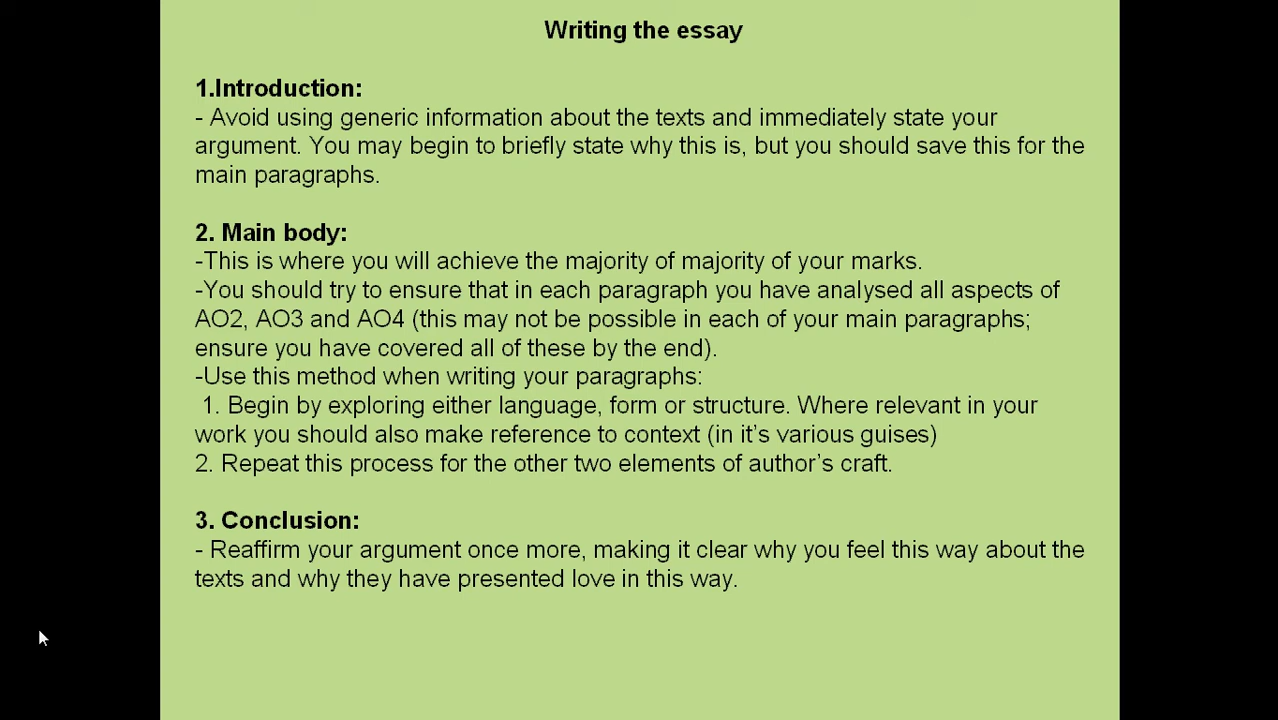 Writing the essay
1.Introduction:
- Avoid using generic information about the texts and immediately state your
argument. You may begin to briefly state why this is, but you should save this for the
main paragraphs.
2. Main body:
-This is where you will achieve the majority of majority of your marks.
-You should try to ensure that in each paragraph you have analysed all aspects of
AO2, AO3 and AO4 (this may not be possible in each of your main paragraphs;
ensure you have covered all of these by the end).
-Use this method when writing your paragraphs:
1. Begin by exploring either language, form or structure. Where relevant in your
work you should also make reference to context (in it’s various guises)
2. Repeat this process for the other two elements of author’s craft.
3. Conclusion:
- Reaffirm your argument once more, making it clear why you feel this way about the
texts and why they have presented love in this way.